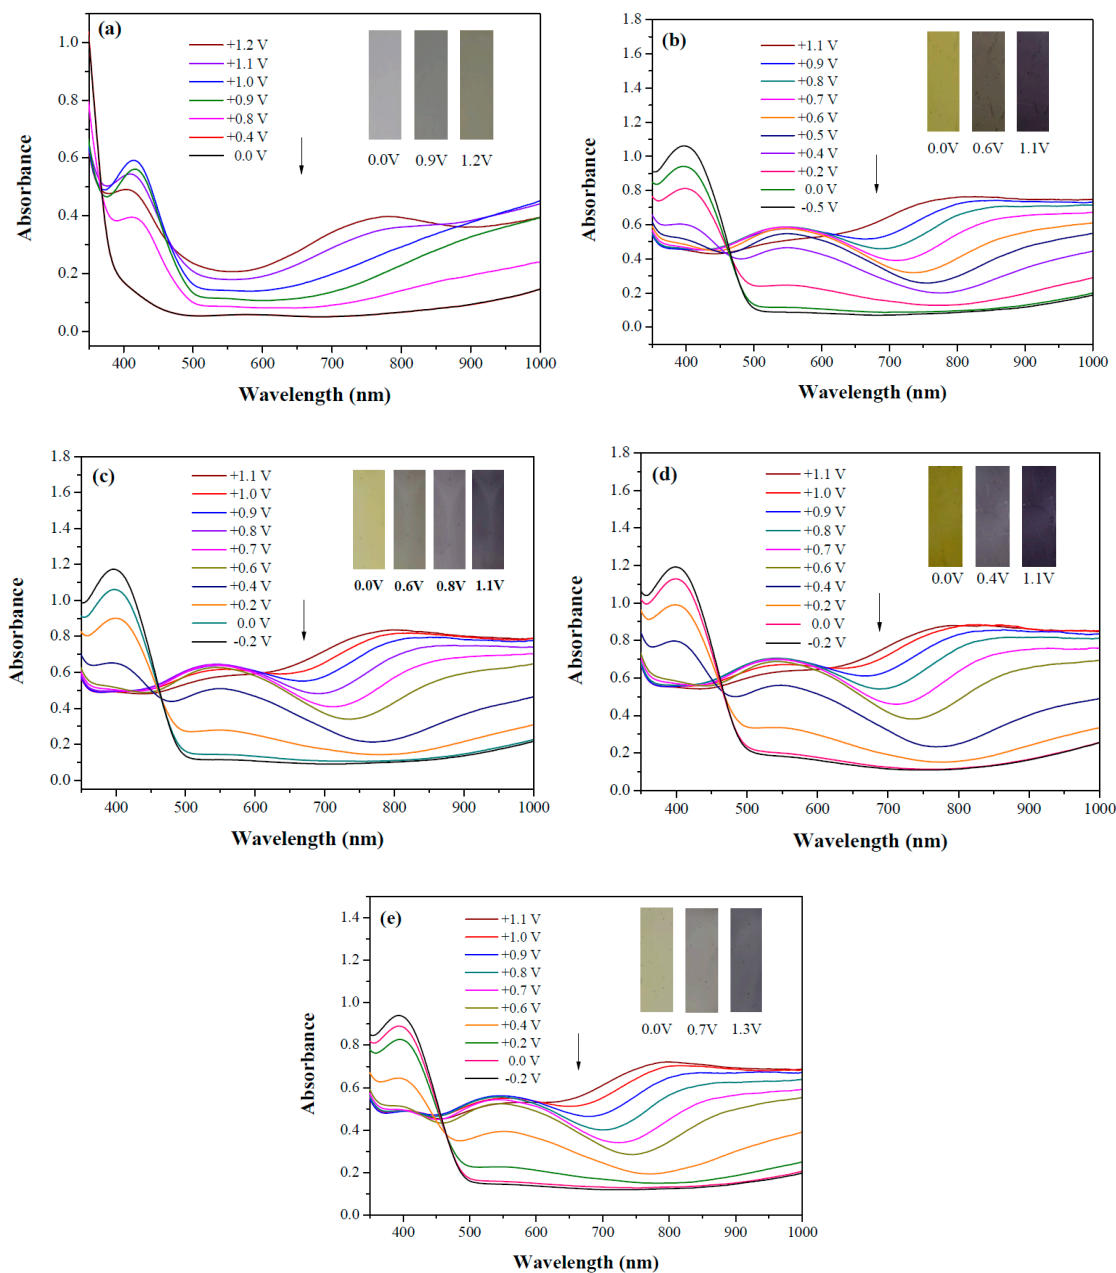 (a)
+1.2 V
+1.1 V
+1.0 V
+0.9 V
+0.8 V
+0.4 V
0.0 V
0.0V 0.9V 1.2V
1.0
0.8
0.6
0.4
0.2
0.0
Absorbance
400 500 600 700 800 900 1000
Wavelength (nm)
(b)
+1.1 V
+0.9 V
+0.8 V
+0.7 V
+0.6 V
+0.5 V
+0.4 V
+0.2 V
0.0 V
-0.5 V
0.0V 0.6V 1.1V
1.8
1.6
1.4
1.2
1.0
0.8
0.6
0.4
0.2
0.0
Absorbance
400 500 600 700 800 900 1000
Wavelength (nm)
(c)
+1.1 V
+1.0 V
+0.9 V
+0.8 V
+0.7 V
+0.6 V
+0.4 V
+0.2 V
0.0 V
-0.2 V
0.0V 0.6V 0.8V 1.1V
1.8
1.6
1.4
1.2
1.0
0.8
0.6
0.4
0.2
0.0
Absorbance
400 500 600 700 800 900 1000
Wavelength (nm)
(d)
+1.1 V
+1.0 V
+0.9 V
+0.8 V
+0.7 V
+0.6 V
+0.4 V
+0.2 V
0.0 V
-0.2 V
0.0V 0.4V 1.1V
1.8
1.6
1.4
1.2
1.0
0.8
0.6
0.4
0.2
0.0
Absorbance
400 500 600 700 800 900 1000
Wavelength (nm)
(e)
+1.1 V
+1.0 V
+0.9 V
+0.8 V
+0.7 V
+0.6 V
+0.4 V
+0.2 V
0.0 V
-0.2 V
0.0V 0.7V 1.3V
1.4
1.2
1.0
0.8
0.6
0.4
0.2
0.0
Absorbance
400 500 600 700 800 900 1000
Wavelength (nm)